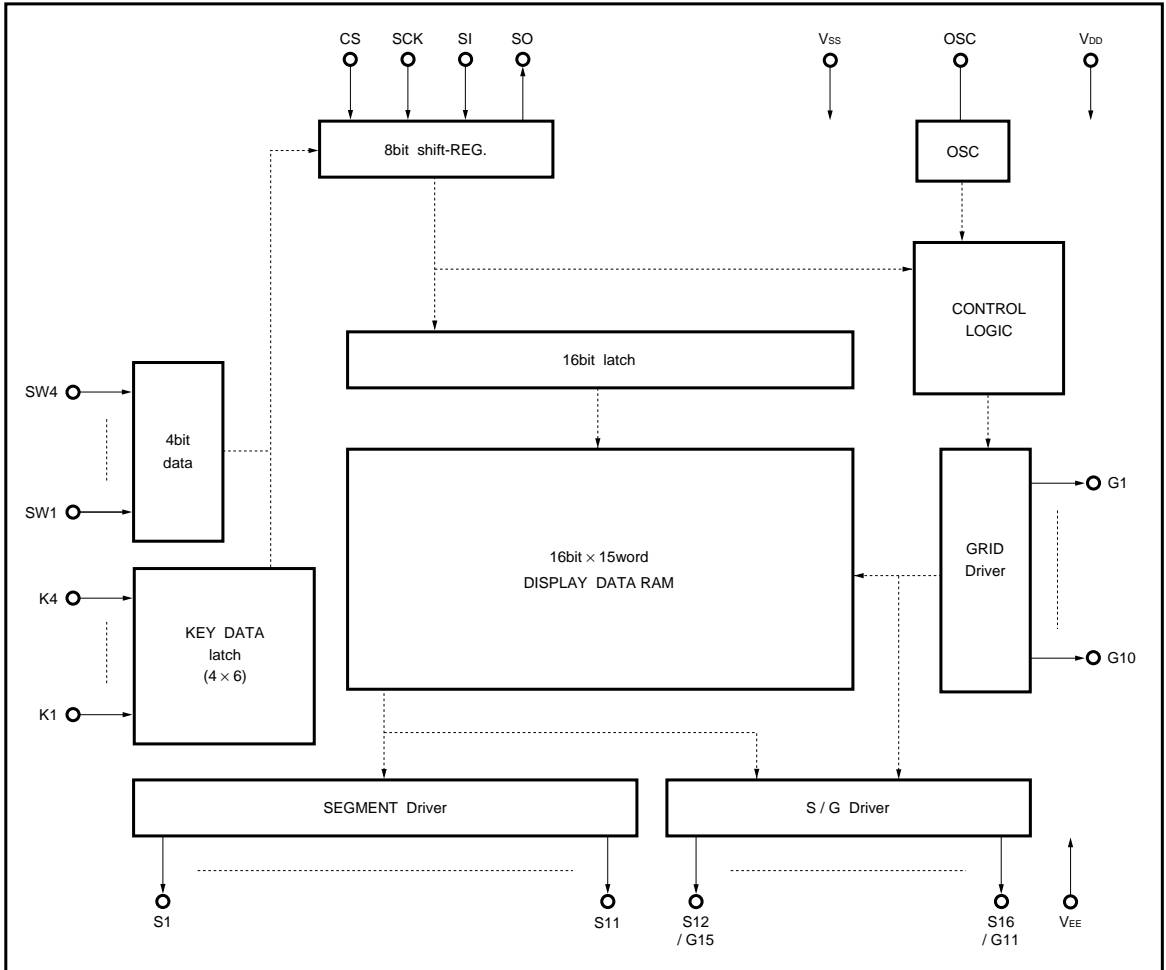 CS SCK SI SO VSS OSC VDD
8bit shift-REG.
OSC
CONTROL
LOGIC
16bit latch
SW4
4bit
data
SW1
16bit × 15word
DISPLAY DATA RAM
GRID
Driver
G1
G10
K4
KEY DATA
latch
(4 × 6)
K1
SEGMENT Driver
S / G Driver
S1
S11
S12
/ G15
S16
/ G11
VEE